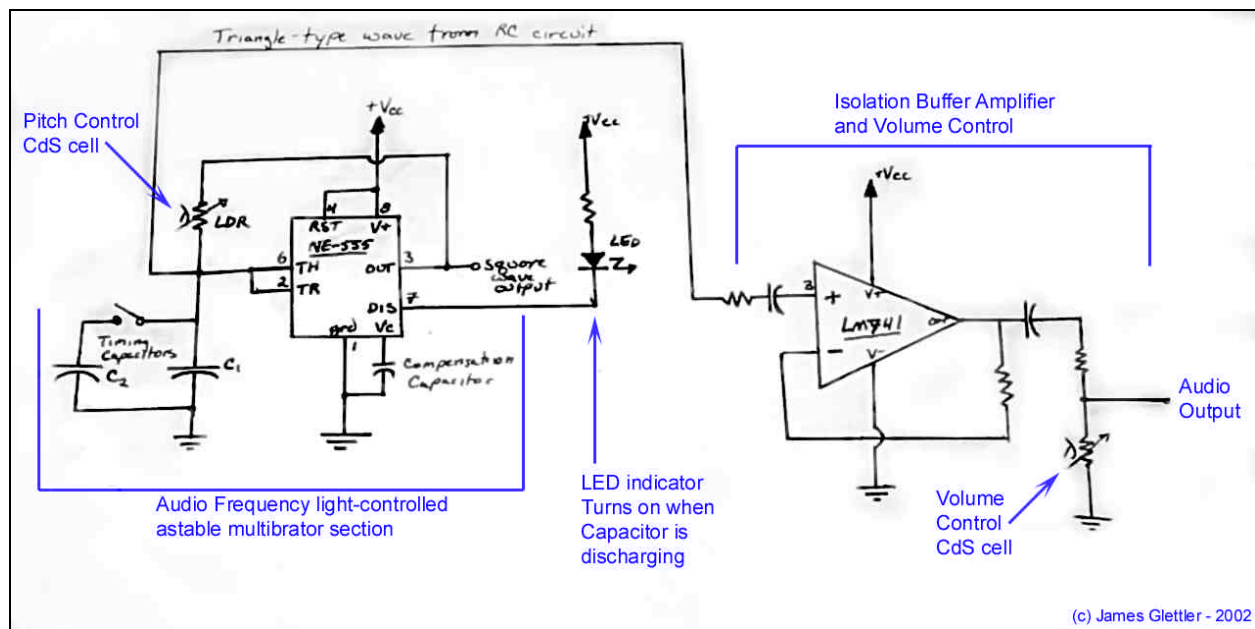 Triangle-type wave from RC circuit
Pitch Control
CdS cell
+Vcc
+Vcc
Isolation Buffer Amplifier
and Volume Control
+Vcc
LDR
4
8
RST
V+
NE-555
6
TH
OUT
3
2
TR
DIS
7
Square
wave
output
LED
Grd
Vc
1
Timing
Capacitors
C2
C1
Compensation
Capacitor
3
+
V+
LM741
Out
-
V-
Audio
Output
Audio Frequency light-controlled
astable multibrator section
LED indicator
Turns on when
Capacitor is
discharging
Volume
Control
CdS cell
(c) James Glettler - 2002